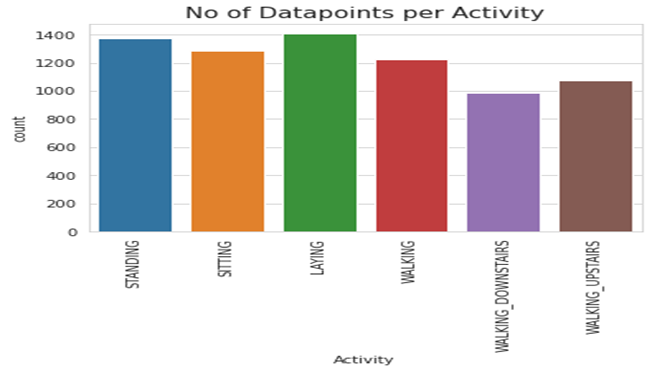 No of Datapoints per Activity
count
1400
1200
1000
800
600
400
200
0
STANDING
SITTING
LAYING
WALKING
WALKING_DOWNSTAIRS
WALKING_UPSTAIRS
Activity